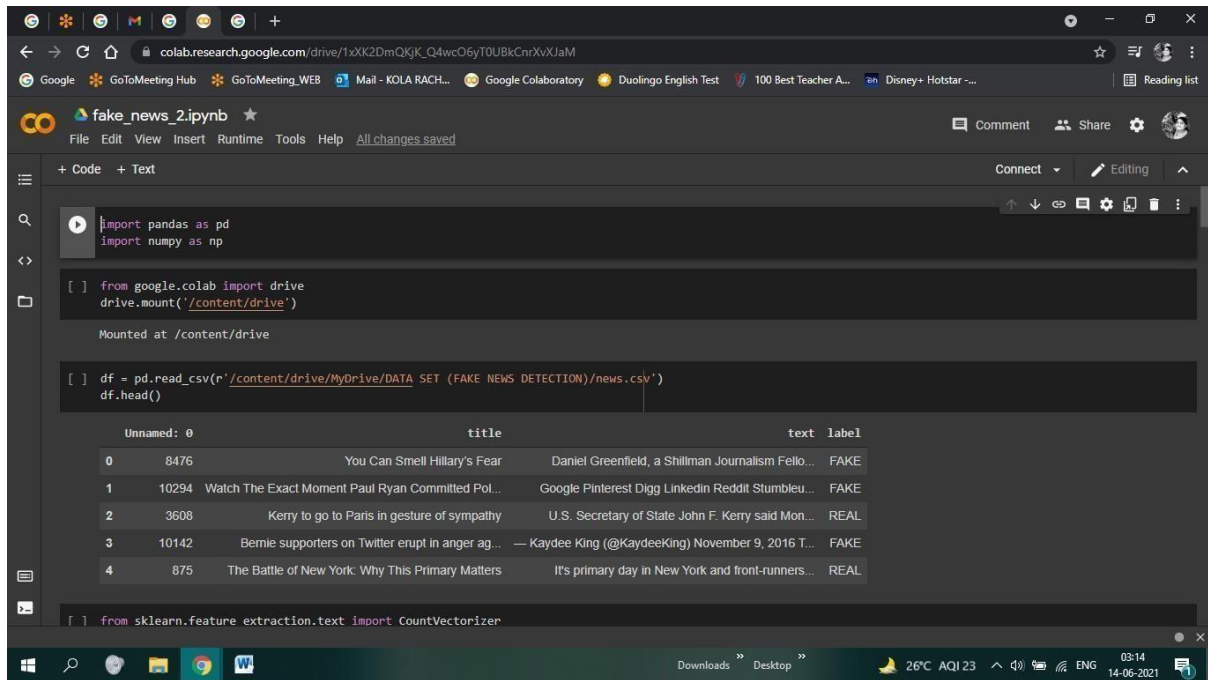 colab.research.google.com/drive/1xXK2DmQKjK_Q4wcO6yT0UBkCnrXvXJaM
Google GoToMeeting Hub GoToMeeting_WEB Mail - KOLA RACH... Google Colaboratory Duolingo English Test 100 Best Teacher A... Disney+ Hotstar -... Reading list
fake_news_2.ipynb
Comment Share
File Edit View Insert Runtime Tools Help All changes saved
+ Code + Text Connect Editing
import pandas as pd
import numpy as np
[ ] from google.colab import drive
drive.mount('/content/drive')
Mounted at /content/drive
[ ] df = pd.read_csv(r'/content/drive/MyDrive/DATA SET (FAKE NEWS DETECTION)/news.csv')
df.head()
Unnamed: 0 title text label
0 8476 You Can Smell Hillary's Fear Daniel Greenfield, a Shillman Journalism Fello... FAKE
1 10294 Watch The Exact Moment Paul Ryan Committed Pol... Google Pinterest Digg Linkedin Reddit Stumbleu... FAKE
2 3608 Kerry to go to Paris in gesture of sympathy U.S. Secretary of State John F. Kerry said Mon... REAL
3 10142 Bernie supporters on Twitter erupt in anger ag... — Kaydee King (@KaydeeKing) November 9, 2016 T... FAKE
4 875 The Battle of New York: Why This Primary Matters It's primary day in New York and front-runners... REAL
[ ] from sklearn.feature_extraction.text import CountVectorizer
Downloads Desktop 26°C AQI 23 ENG 03:14
14-06-2021